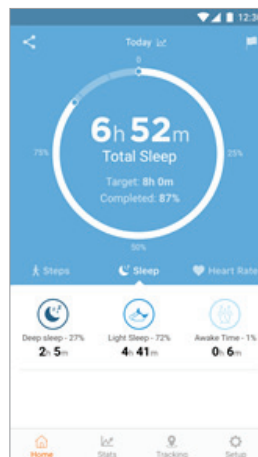 12:30
Today
0
6h 52m
Total Sleep
Target: 8h 0m
Completed: 87%
75%
25%
50%
Steps
Sleep
Heart Rate
Deep sleep - 27%
Light Sleep - 72%
Awake Time - 1%
2h 5m
4h 41m
0h 6m
Home
Stats
Tracking
Setup